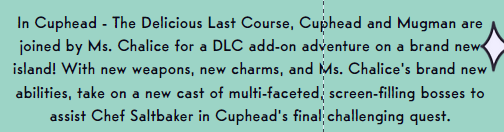 In Cuphead - The Delicious Last Course, Cuphead and Mugman are
joined by Ms. Chalice for a DLC add-on adventure on a brand new
island! With new weapons, new charms, and Ms. Chalice's brand new
abilities, take on a new cast of multi-faceted, screen-filling bosses to
assist Chef Saltbaker in Cuphead's final challenging quest.